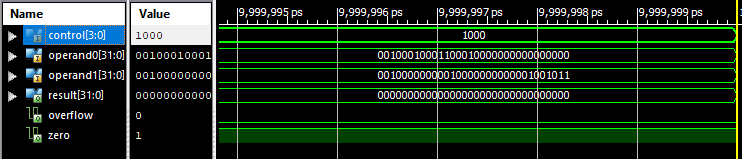 Name Value 9,999,995 ps 9,999,996 ps 9,999,997 ps 9,999,998 ps 9,999,999 ps
control[3:0] 1000 1000
operand0[31:0] 00100010001 00100010001100010000000000000000
operand1[31:0] 00100000000 00100000000100000000000001001011
result[31:0] 00000000000 00000000000000000000000000000000
overflow 0
zero 1